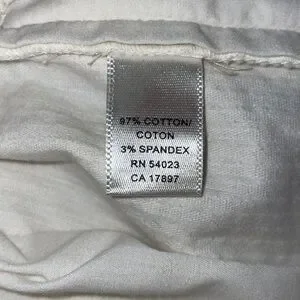 97% COTTON/
COTON
3% SPANDEX
RN 54023
CA 17897